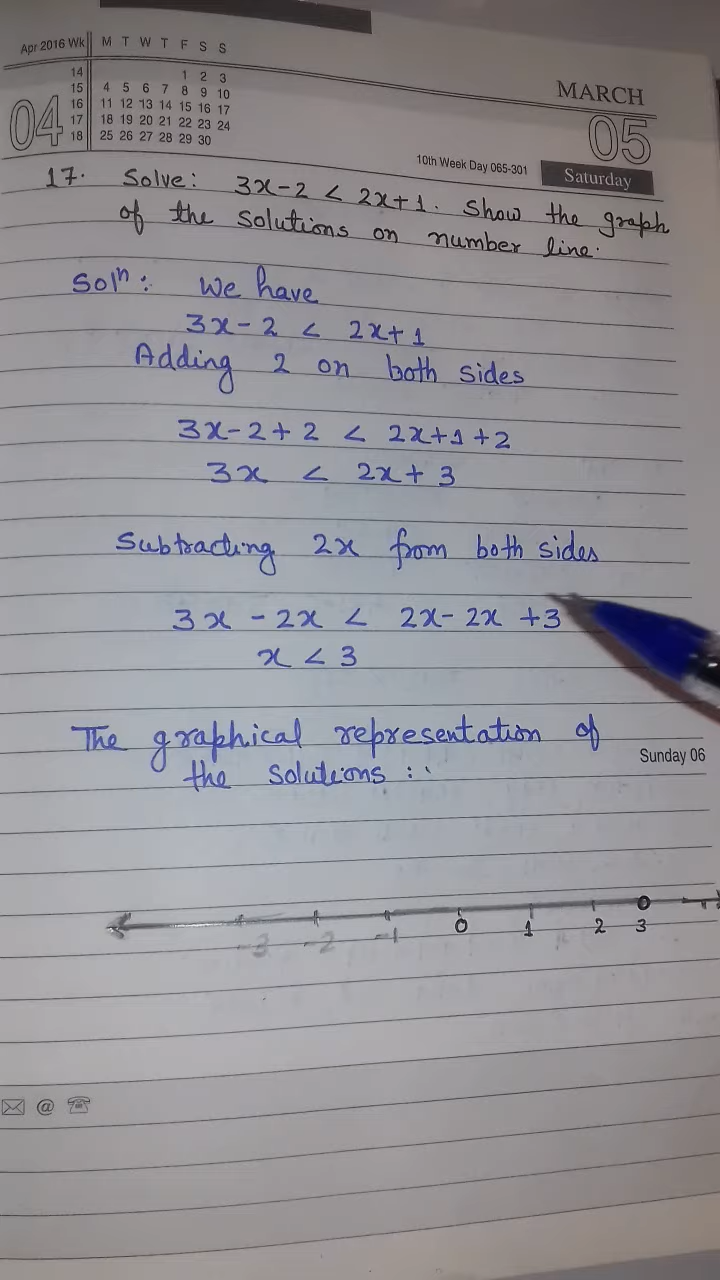 Apr 2016 Wk M T W T F S S
14 1 2 3
15 4 5 6 7 8 9 10
16 11 12 13 14 15 16 17
17 18 19 20 21 22 23 24
18 25 26 27 28 29 30
04
MARCH
05
10th Week Day 065-301
Saturday
17. Solve: 3x-2 < 2x+1. Show the graph
of the solutions on number line.
Solⁿ: We have
3x-2 < 2x+1
Adding 2 on both sides
3x-2+2 < 2x+1+2
3x < 2x+3
Subtracting 2x from both sides
3x-2x < 2x-2x+3
x < 3
The graphical representation of
Sunday 06
the solutions :.
-3 -2 -1 0 1 2 3
@